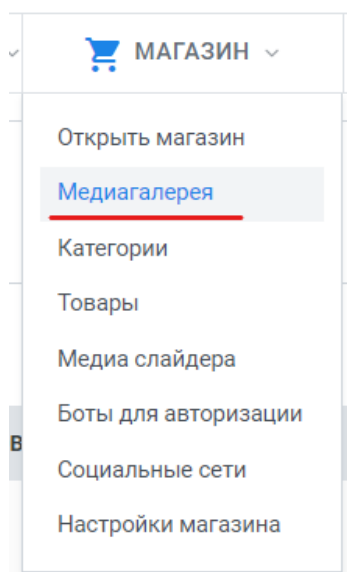 МАГАЗИН
Открыть магазин
Медиагалерея
Категории
Товары
Медиа слайдера
Боты для авторизации
В
Социальные сети
Настройки магазина